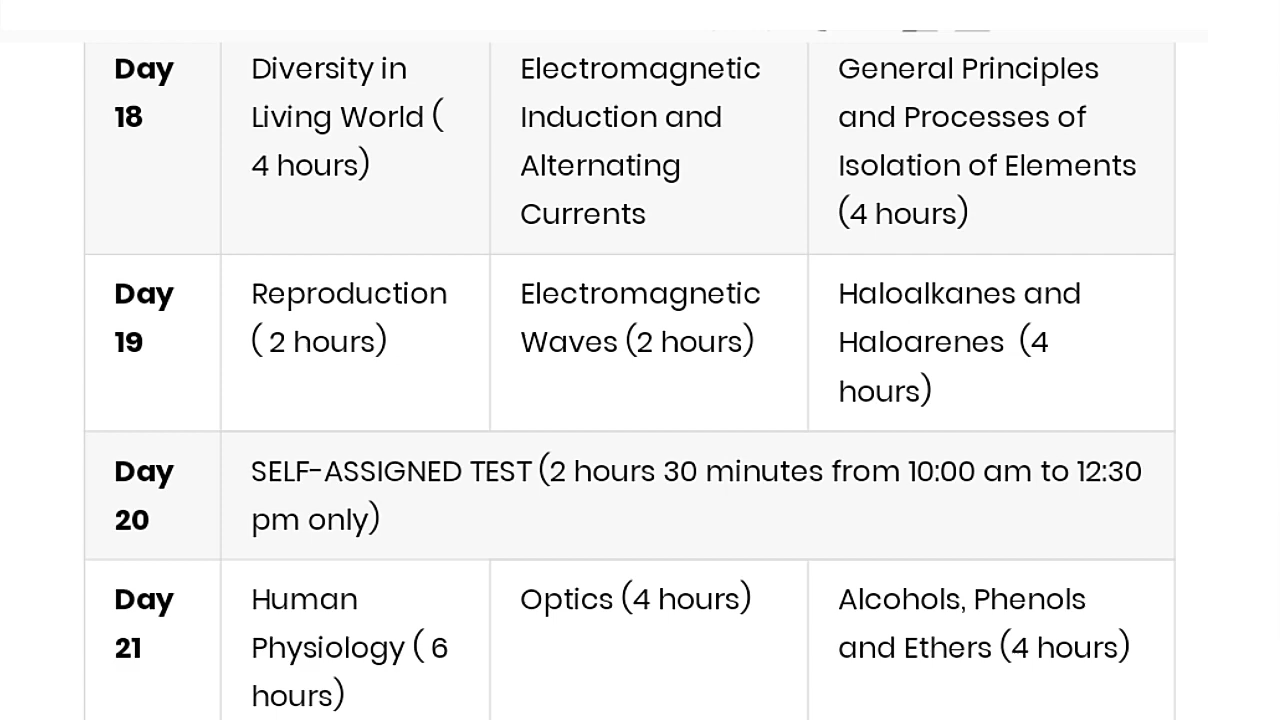 Day
18
Diversity in
Living World (
4 hours)
Electromagnetic
Induction and
Alternating
Currents
General Principles
and Processes of
Isolation of Elements
(4 hours)
Day
19
Reproduction
( 2 hours)
Electromagnetic
Waves (2 hours)
Haloalkanes and
Haloarenes (4
hours)
Day
20
SELF-ASSIGNED TEST (2 hours 30 minutes from 10:00 am to 12:30
pm only)
Day
21
Human
Physiology ( 6
hours)
Optics (4 hours)
Alcohols, Phenols
and Ethers (4 hours)